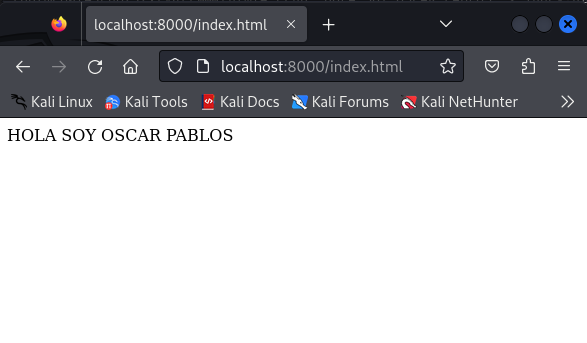 localhost:8000/index.html
localhost:8000/index.html
Kali Linux Kali Tools Kali Docs Kali Forums Kali NetHunter
HOLA SOY OSCAR PABLOS